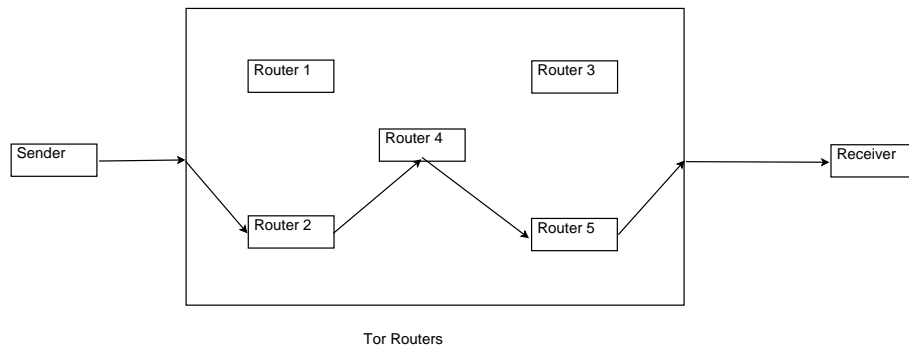 Router 1
Router 3
Router 4
Sender
Receiver
Router 2
Router 5
Tor Routers